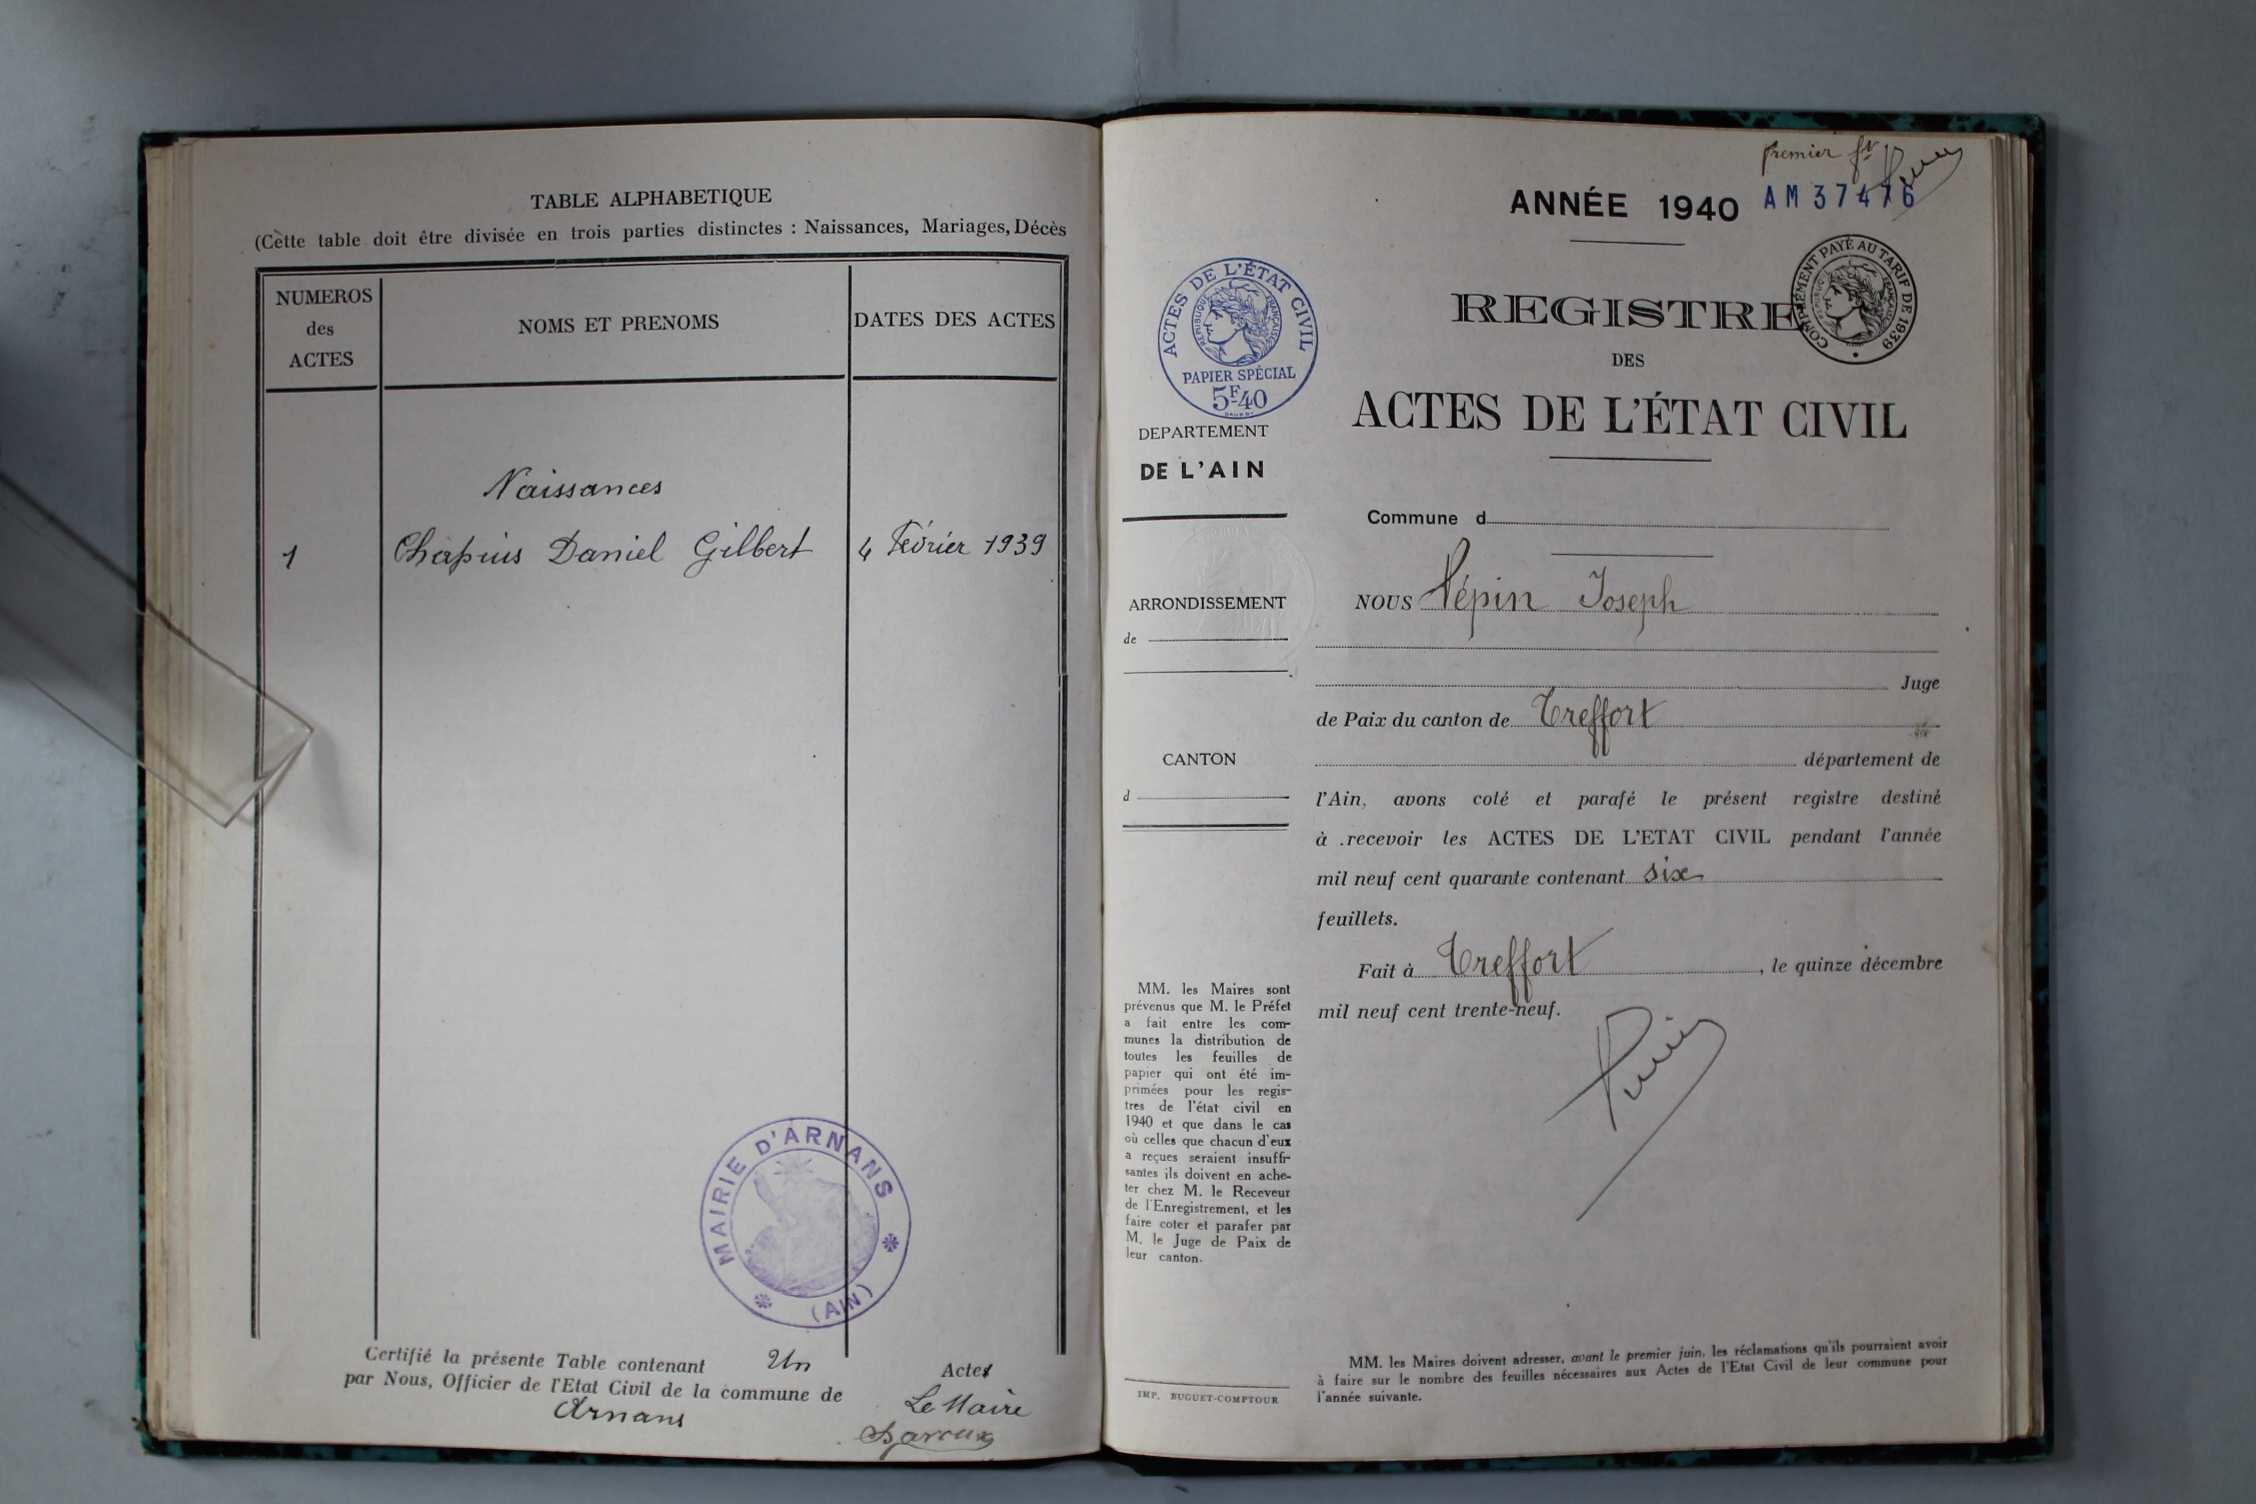 TABLE ALPHABETIQUE
(Cette table doit être divisée en trois parties distinctes : Naissances, Mariages, Décès
NUMEROS
des
ACTES
NOMS ET PRENOMS
DATES DES ACTES
Naissances
1 Chapuis Daniel Gilbert 4 Février 1939
MAIRIE D'ARNANS
(AIN)
Certifié la présente Table contenant Un Actes
par Nous, Officier de l'Etat Civil de la commune de
Arnans
Le Maire
premier ft
ANNÉE 1940
AM 37476
ACTES DE L'ÉTAT CIVIL
RÉPUBLIQUE FRANÇAISE
PAPIER SPÉCIAL
5F-40
COMPLÉMENT PAYÉ AU TARIF DE 1939
RÉPUBLIQUE FRANÇAISE
REGISTRE
DES
ACTES DE L'ÉTAT CIVIL
DEPARTEMENT
DE L'AIN
Commune d
ARRONDISSEMENT
de
CANTON
d
NOUS Pépin Joseph
Juge
de Paix du canton de Treffort
département de
l'Ain, avons coté et parafé le présent registre destiné
à recevoir les ACTES DE L'ETAT CIVIL pendant l'année
mil neuf cent quarante contenant six
feuillets.
Fait à Treffort, le quinze décembre
mil neuf cent trente-neuf.
MM. les Maires sont
prévenus que M. le Préfet
a fait entre les com-
munes la distribution de
toutes les feuilles de
papier qui ont été im-
primées pour les regis-
tres de l'état civil en
1940 et que dans le cas
où celles que chacun d'eux
a reçues seraient insuffi-
santes ils doivent en ache-
ter chez M. le Receveur
de l'Enregistrement, et les
faire coter et parafer par
M. le Juge de Paix de
leur canton.
IMP. BUGUET-COMPTOUR
MM. les Maires doivent adresser, avant le premier juin, les réclamations qu'ils pourraient avoir
à faire sur le nombre des feuilles nécessaires aux Actes de l'Etat Civil de leur commune pour
l'année suivante.